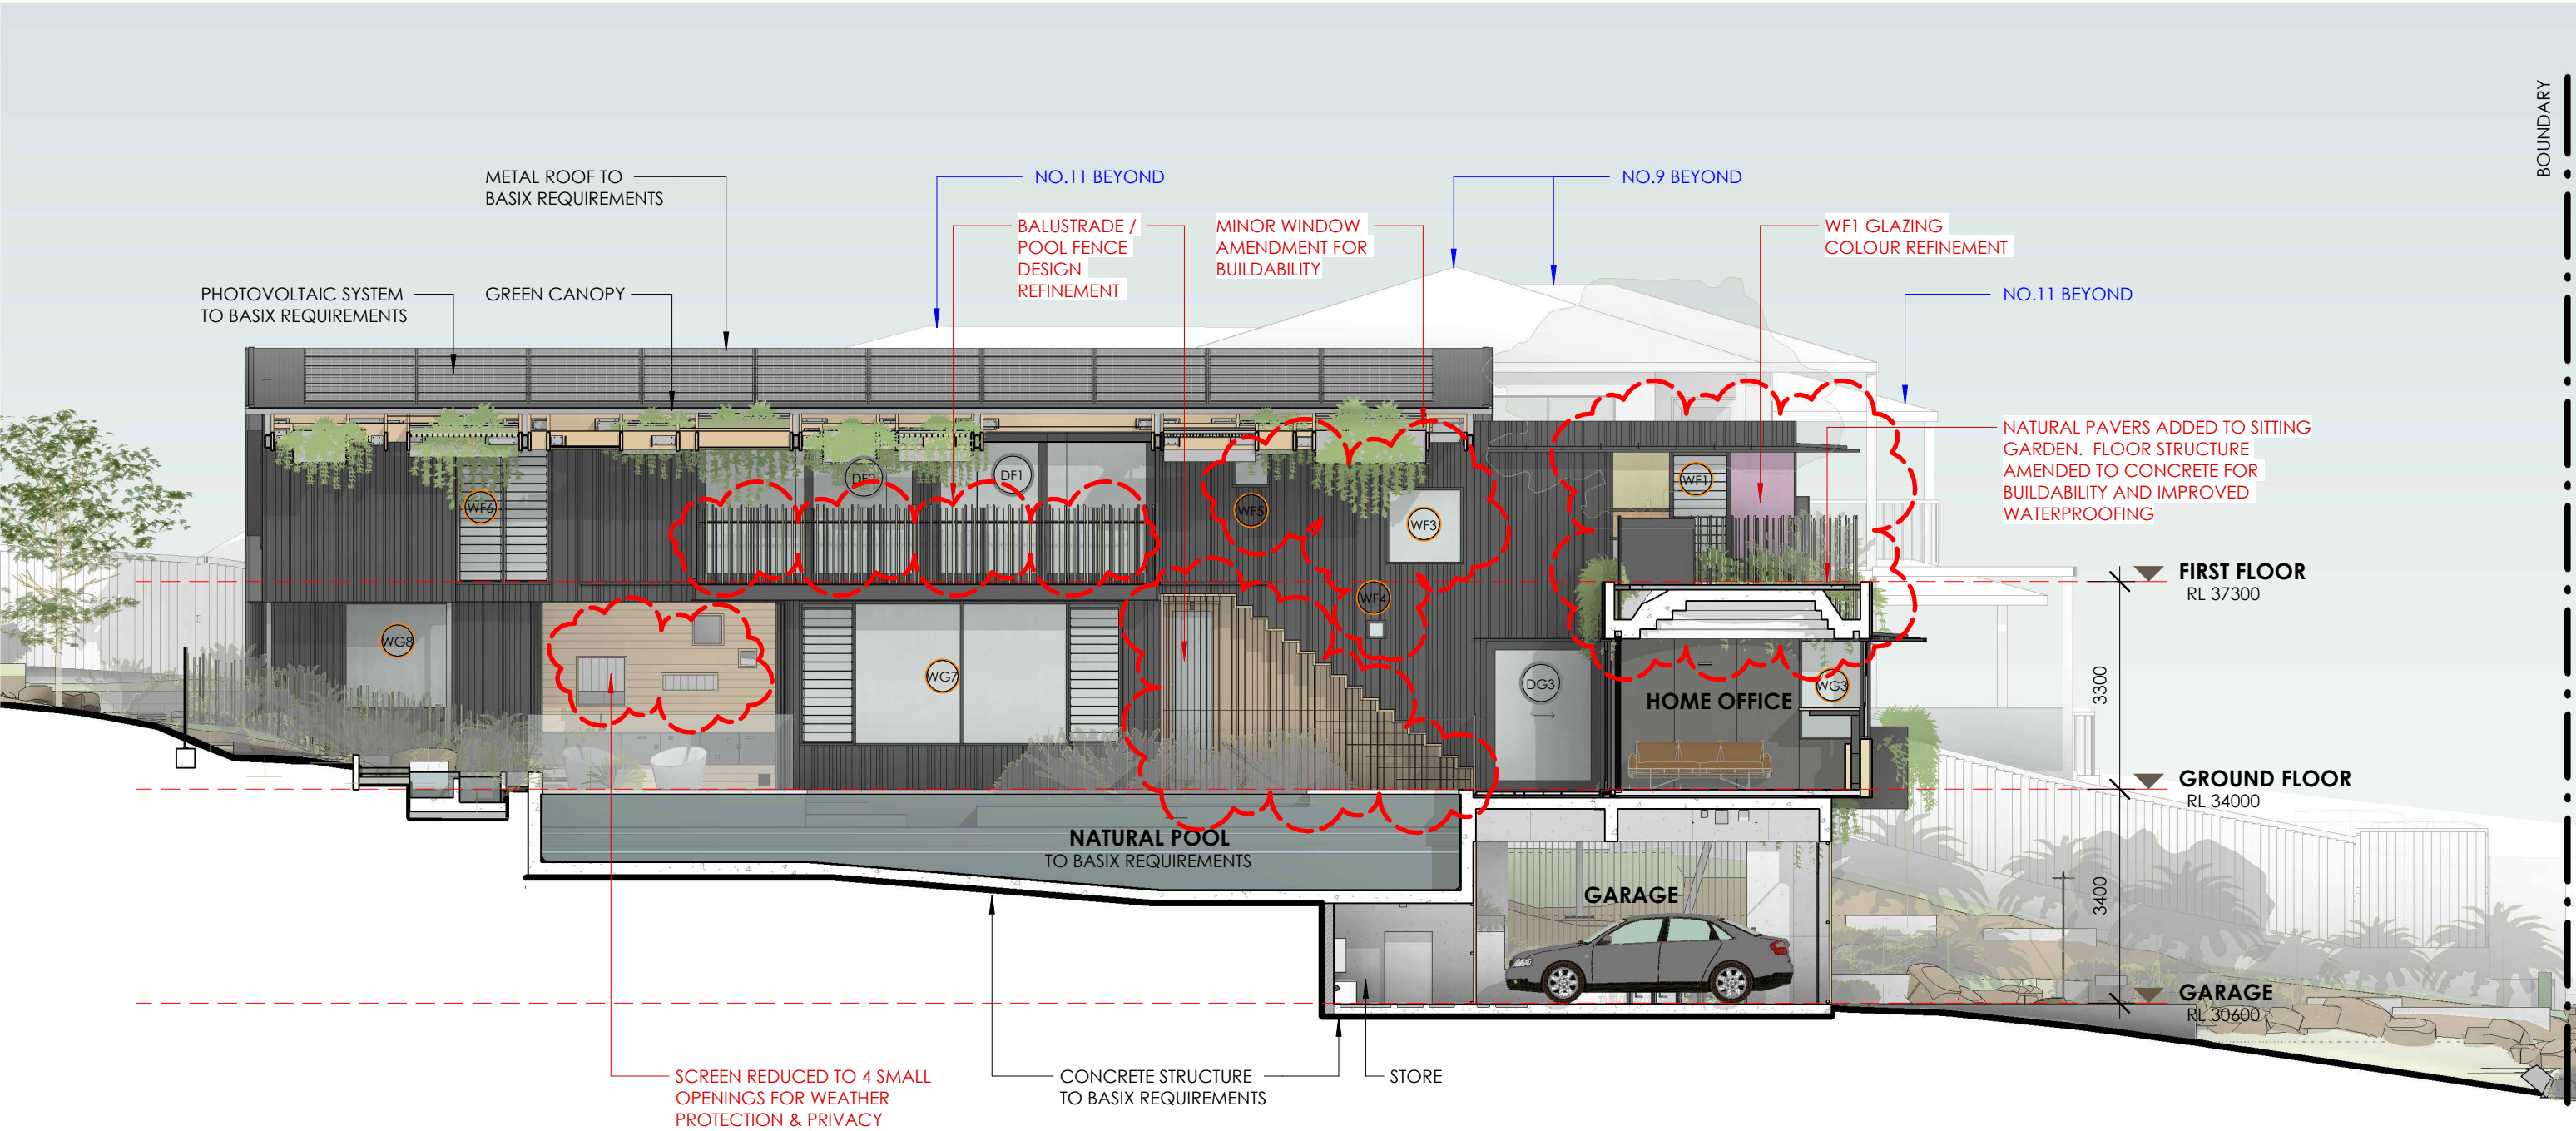 BOUNDARY
METAL ROOF TO
BASIX REQUIREMENTS
NO.11 BEYOND
NO.9 BEYOND
BALUSTRADE /
POOL FENCE
DESIGN
REFINEMENT
MINOR WINDOW
AMENDMENT FOR
BUILDABILITY
WF1 GLAZING
COLOUR REFINEMENT
PHOTOVOLTAIC SYSTEM
TO BASIX REQUIREMENTS
GREEN CANOPY
NO.11 BEYOND
NATURAL PAVERS ADDED TO SITTING
GARDEN. FLOOR STRUCTURE
AMENDED TO CONCRETE FOR
BUILDABILITY AND IMPROVED
WATERPROOFING
DF2
DF1
WF1
WF6
WF5
WF3
FIRST FLOOR
RL 37300
WF4
WG8
WG7
DG3
WG3
HOME OFFICE
3300
GROUND FLOOR
RL 34000
NATURAL POOL
TO BASIX REQUIREMENTS
GARAGE
3400
GARAGE
RL 30600
SCREEN REDUCED TO 4 SMALL
OPENINGS FOR WEATHER
PROTECTION & PRIVACY
CONCRETE STRUCTURE
TO BASIX REQUIREMENTS
STORE